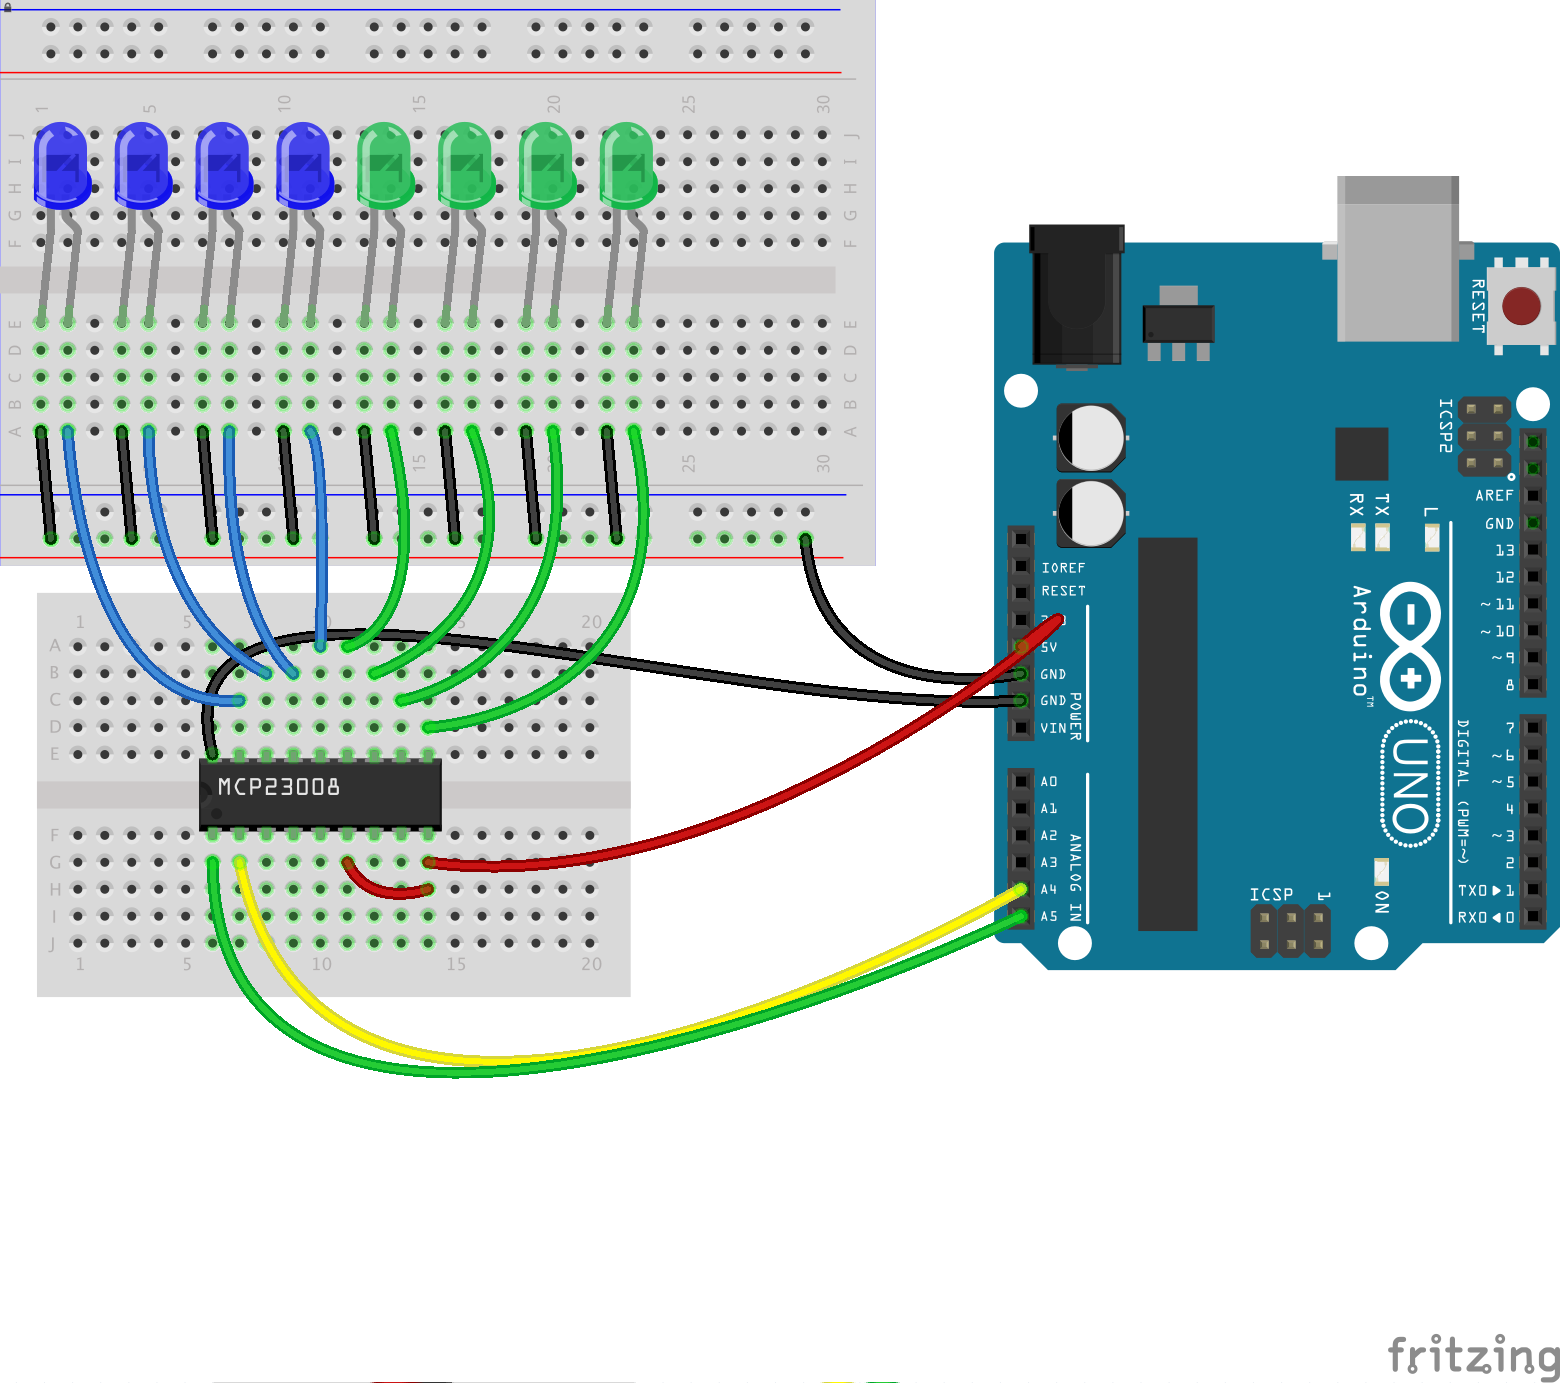 1 5 10 15 20 25 30
J J
I I
H H
G G
F F
E E
D D
C C
B B
A A
15 25 30
1 5 20
A
B
C
D
E
MCP23008
F
G
H
I
J
1 5 10 15 20
RESET
ICSP2
IOREF
RESET
5V
GND
GND
VIN
POWER
A0
A1
A2
A3
A4
A5
ANALOG IN
RX TX L
Arduino™
UNO
AREF
GND
13
12
~11
~10
~9
8
7
~6
~5
4
~3
2
TX0▶1
RX0◀0
DIGITAL (PWM=~)
ON
ICSP 1
fritzing